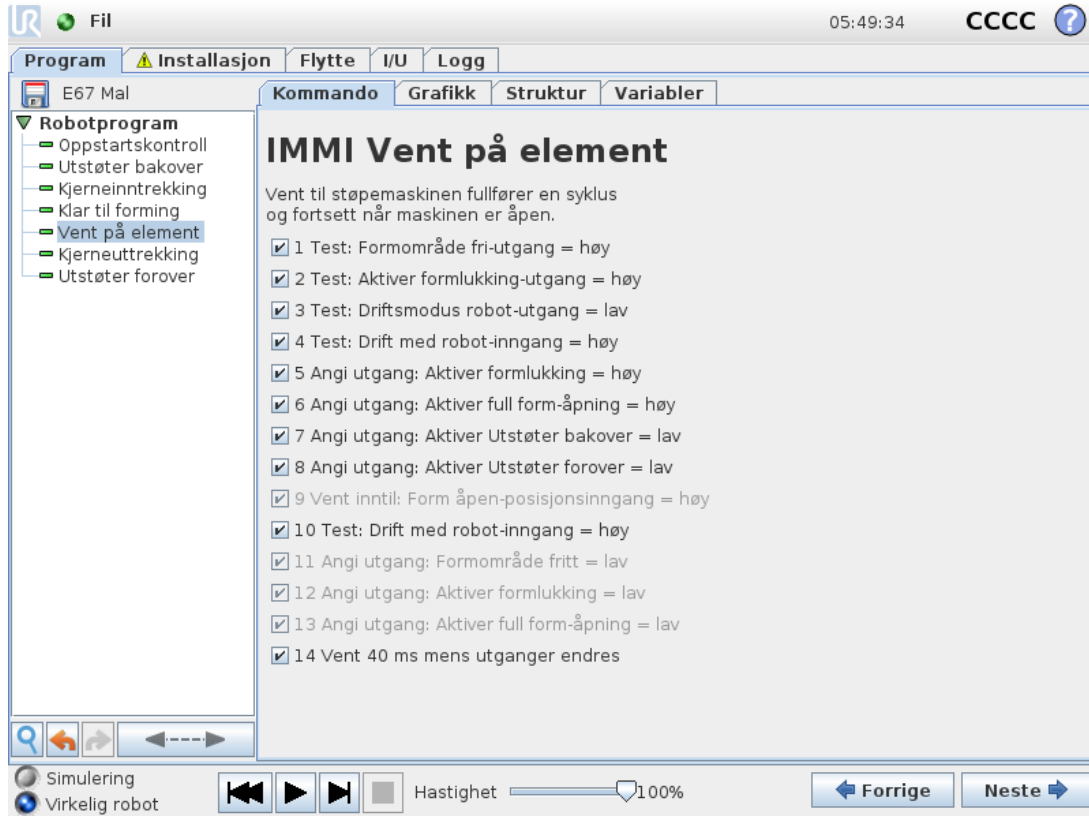 UR Fil 05:49:34 CCCC ?
Program Installasjon Flytte I/U Logg
E67 Mal
Kommando Grafikk Struktur Variabler
Robotprogram
Oppstartskontroll
Utstøter bakover
Kjerneinntrekking
Klar til forming
Vent på element
Kjerneuttrekking
Utstøter forover
IMMI Vent på element
Vent til støpemaskinen fullfører en syklus
og fortsett når maskinen er åpen.
1 Test: Formområde fri-utgang = høy
2 Test: Aktiver formlukking-utgang = høy
3 Test: Driftsmodus robot-utgang = lav
4 Test: Drift med robot-inngang = høy
5 Angi utgang: Aktiver formlukking = høy
6 Angi utgang: Aktiver full form-åpning = høy
7 Angi utgang: Aktiver Utstøter bakover = lav
8 Angi utgang: Aktiver Utstøter forover = lav
9 Vent inntil: Form åpen-posisjonsinngang = høy
10 Test: Drift med robot-inngang = høy
11 Angi utgang: Formområde fritt = lav
12 Angi utgang: Aktiver formlukking = lav
13 Angi utgang: Aktiver full form-åpning = lav
14 Vent 40 ms mens utganger endres
Simulering
Virkelig robot
Hastighet 100%
Forrige Neste